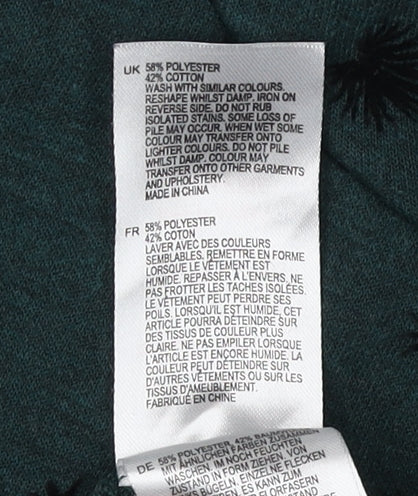 UK 58% POLYESTER
42% COTTON
WASH WITH SIMILAR COLOURS.
RESHAPE WHILST DAMP. IRON ON
REVERSE SIDE. DO NOT RUB
ISOLATED STAINS. SOME LOSS OF
PILE MAY OCCUR. WHEN WET SOME
COLOUR MAY TRANSFER ONTO
LIGHTER COLOURS. DO NOT PILE
WHILST DAMP. COLOUR MAY
TRANSFER ONTO OTHER GARMENTS
AND UPHOLSTERY.
MADE IN CHINA
FR 58% POLYESTER
42% COTON
LAVER AVEC DES COULEURS
SEMBLABLES. REMETTRE EN FORME
LORSQUE LE VÊTEMENT EST
HUMIDE. REPASSER À L'ENVERS. NE
PAS FROTTER LES TACHES ISOLÉES.
LE VÊTEMENT PEUT PERDRE SES
POILS. LORSQU'IL EST HUMIDE, CET
ARTICLE POURRA DÉTEINDRE SUR
DES TISSUS DE COULEUR PLUS
CLAIRE. NE PAS EMPILER LORSQUE
L'ARTICLE EST ENCORE HUMIDE. LA
COULEUR PEUT DÉTEINDRE SUR
D'AUTRES VÊTEMENTS OU SUR LES
TISSUS D'AMEUBLEMENT.
FABRIQUÉ EN CHINE
DE 58% POLYESTER, 42%
MIT ÄHNLICHEN FARBEN ZUSAMMEN
WASCHEN. IM NOCH FEUCHTEN
ZUSTAND IN FORM ZIEHEN. VON
BÜGELN. EINZELNE FLECKEN
ES KANN ZUM